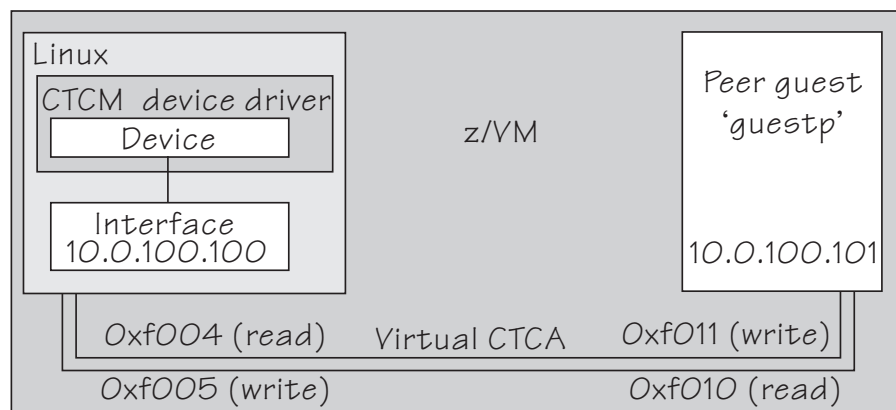 Linux
CTCM device driver
Device
Interface
10.0.100.100
z/VM
Peer guest
‘guestp’
10.0.100.101
0xf004 (read)
Virtual CTCA
0xf011 (write)
0xf005 (write)
0xf010 (read)